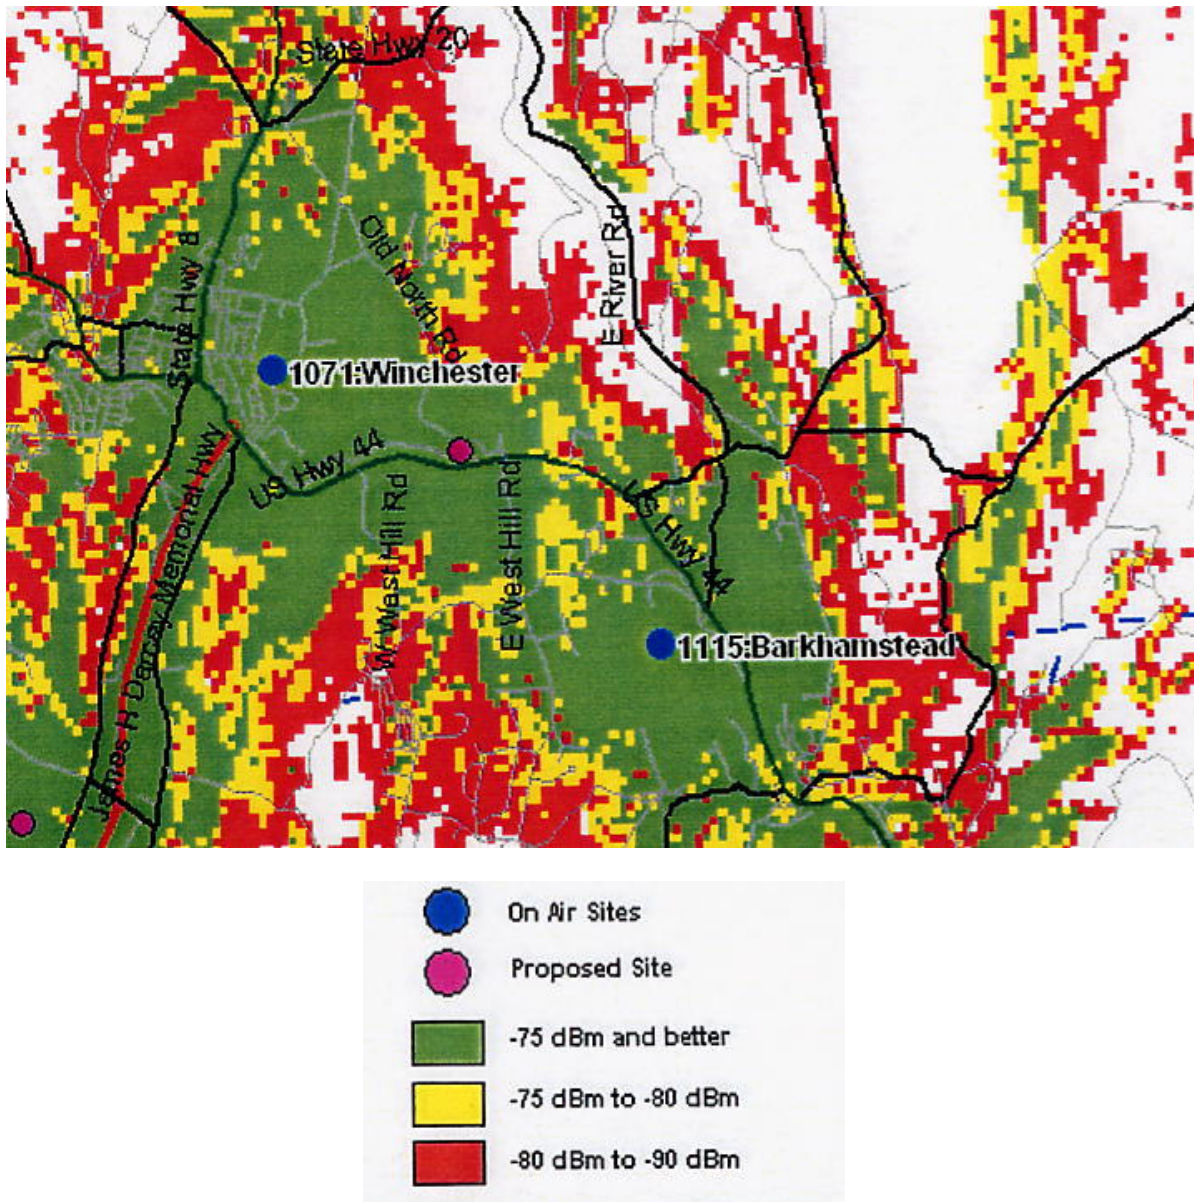 State Hwy 20
Old North Rd
E River Rd
State Hwy 8
1071:Winchester
US Hwy 44
W West Hill Rd
E West Hill Rd
US Hwy 44
James H Darcay Memorial Hwy
1115:Barkhamstead
On Air Sites
Proposed Site
-75 dBm and better
-75 dBm to -80 dBm
-80 dBm to -90 dBm